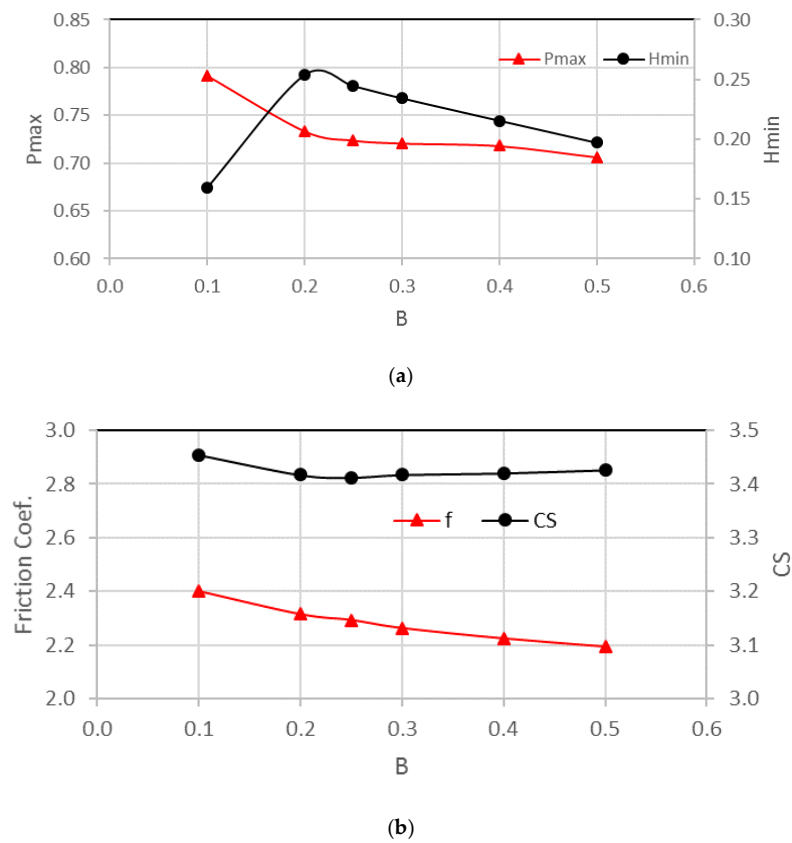 0.85 0.30
Pmax Hmin
0.80 0.25
0.75
Pmax 0.70 0.20 Hmin
0.65 0.15
0.60 0.10
0.0 0.1 0.2 0.3 0.4 0.5 0.6
B
(a)
3.0 3.5
2.8 3.4
f CS
2.6 3.3
Friction Coef. CS
2.4 3.2
2.2 3.1
2.0 3.0
0.0 0.1 0.2 0.3 0.4 0.5 0.6
B
(b)